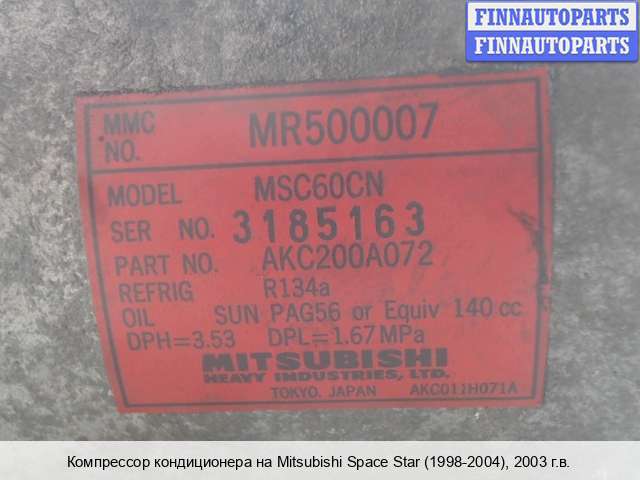 FINNAUTOPARTS
FINNAUTOPARTS
MMC NO. MR500007
MODEL MSC60CN
SER NO. 3185163
PART NO. AKC200A072
REFRIG R134a
OIL SUN PAG56 or Equiv 140 cc
DPH=3.53 DPL=1.67MPa
MITSUBISHI
HEAVY INDUSTRIES, LTD.
TOKYO, JAPAN AKC011H071A
Компрессор кондиционера на Mitsubishi Space Star (1998-2004), 2003 г.в.